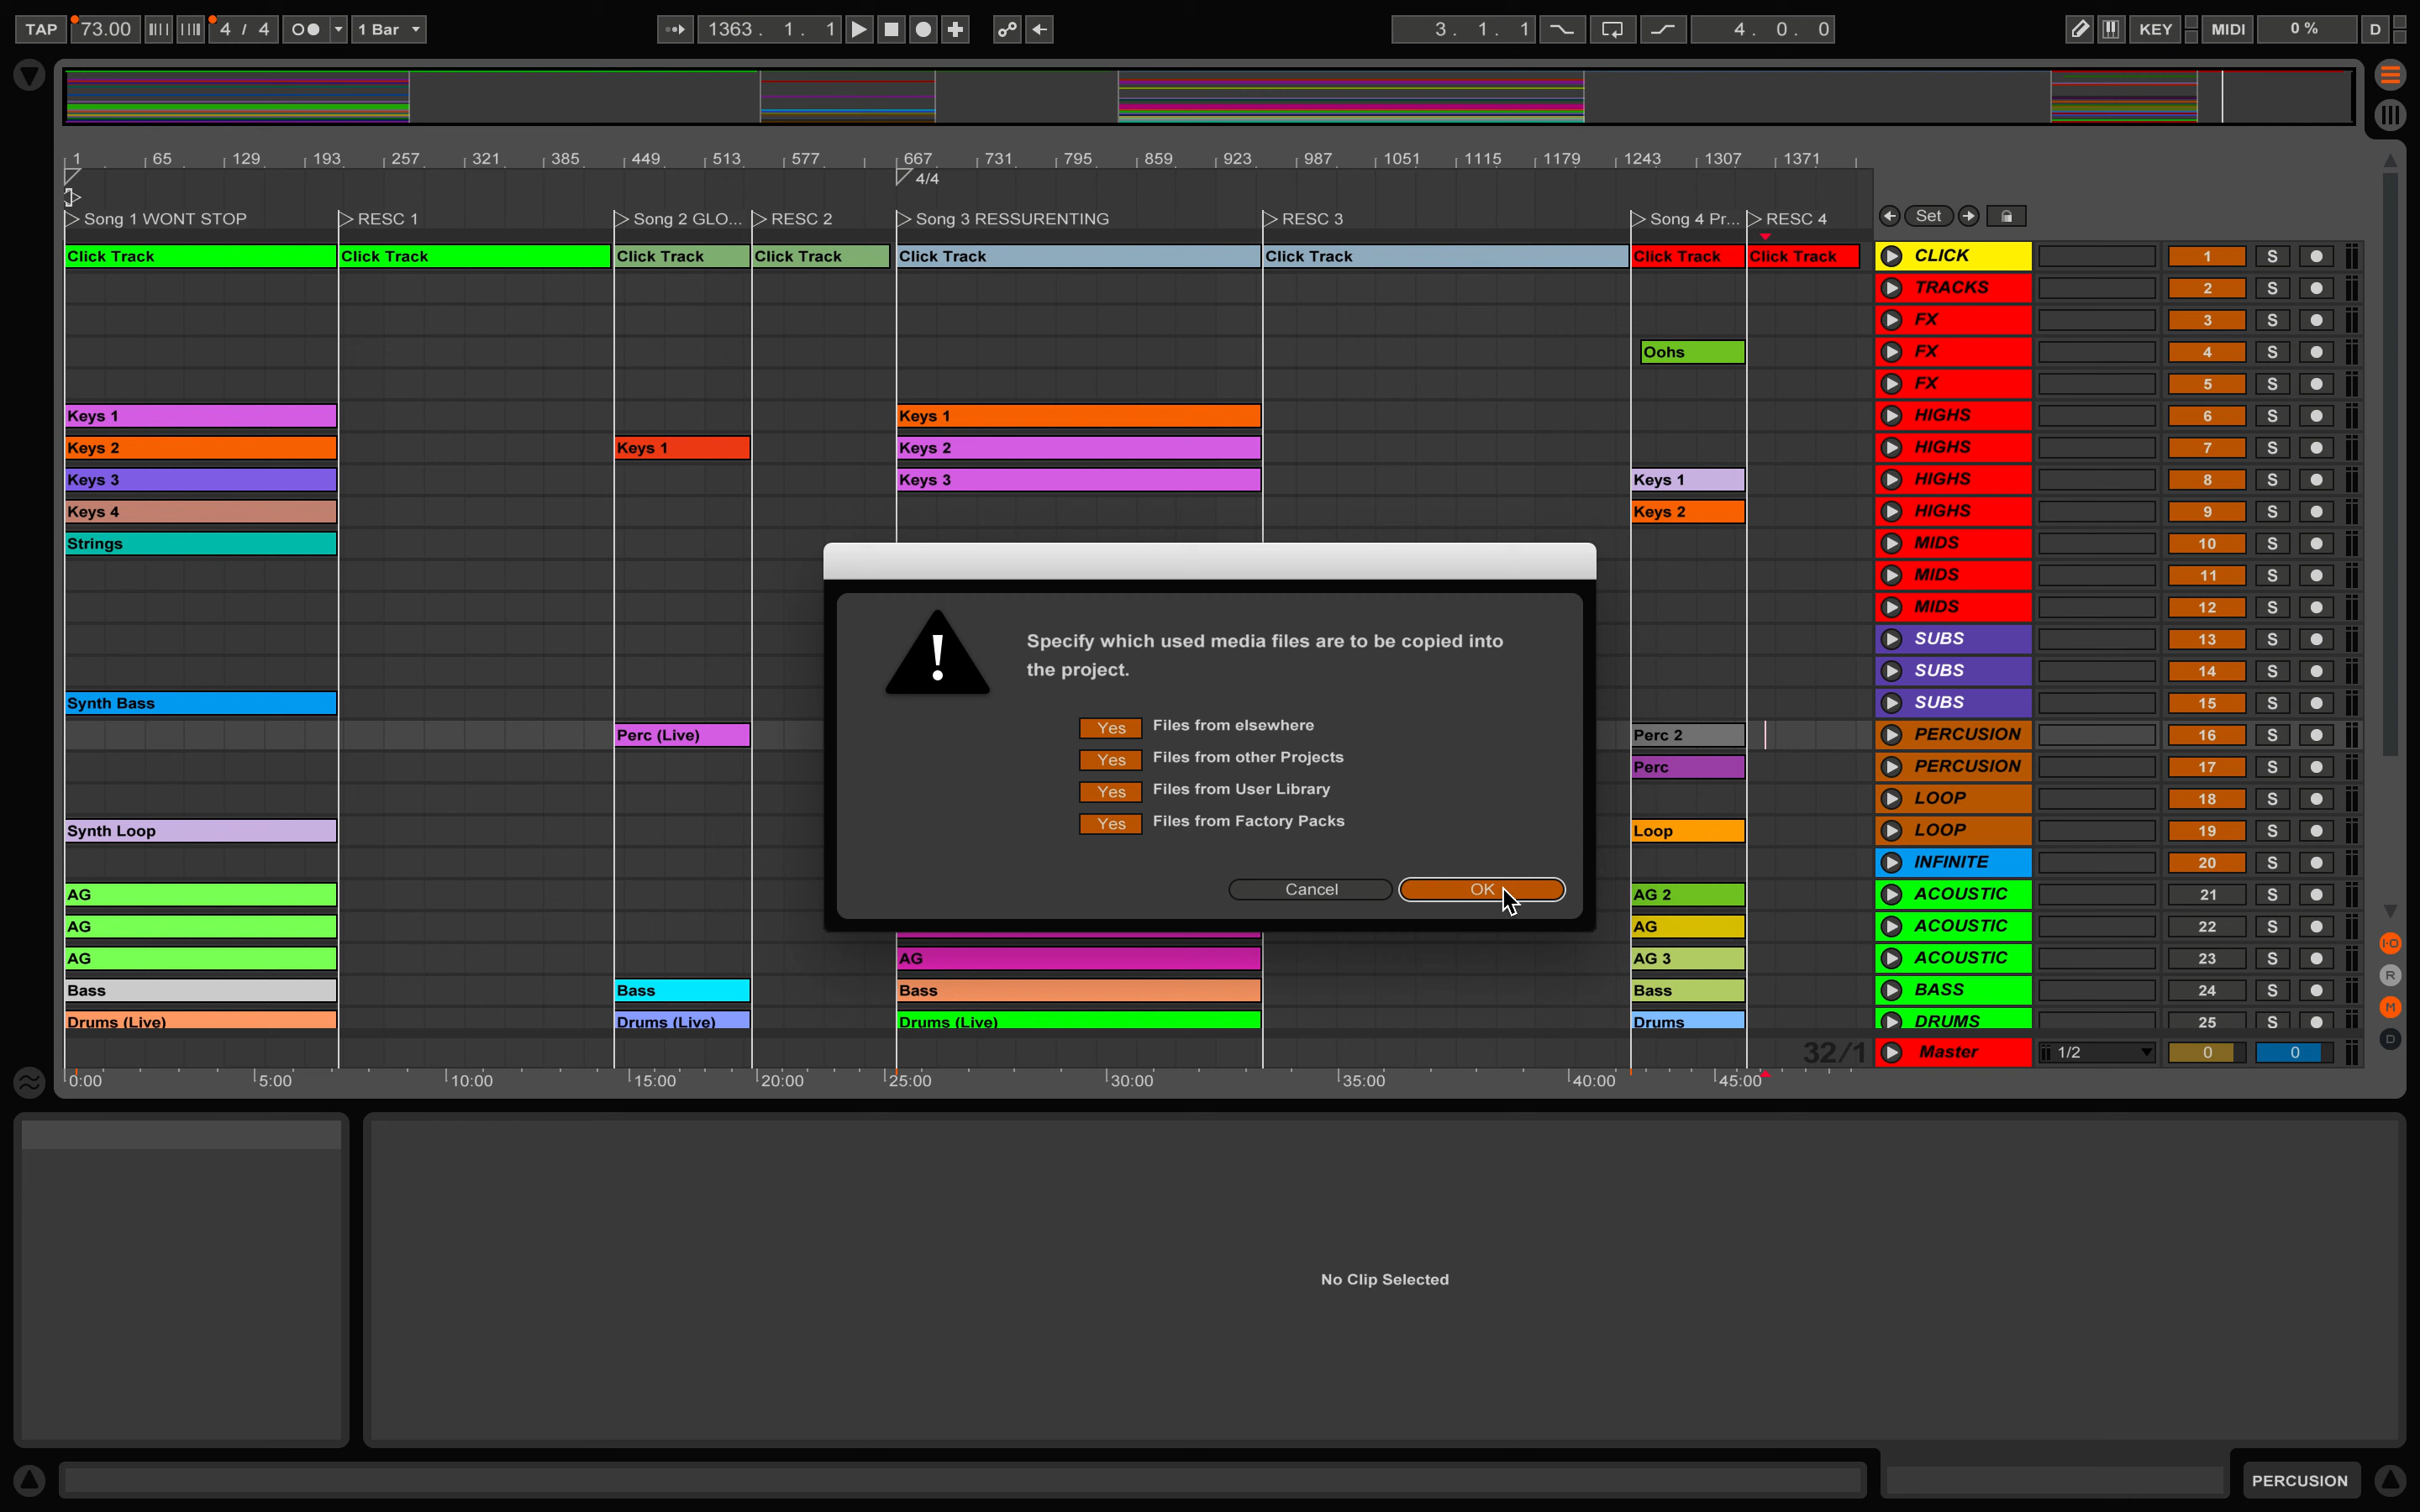 TAP 73.00 4 / 4 1 Bar 1363. 1. 1 3. 1. 1 4. 0. 0 KEY MIDI 0 % D
1 65 129 193 257 321 385 449 513 577 667 731 795 859 923 987 1051 1115 1179 1243 1307 1371
4/4
Song 1 WONT STOP RESC 1 Song 2 GLO... RESC 2 Song 3 RESSURENTING RESC 3 Song 4 Pr... RESC 4 Set
Click Track Click Track Click Track Click Track Click Track Click Track Click Track Click Track CLICK 1 S
TRACKS 2 S
FX 3 S
Oohs FX 4 S
FX 5 S
Keys 1 Keys 1 HIGHS 6 S
Keys 2 Keys 1 Keys 2 HIGHS 7 S
Keys 3 Keys 3 Keys 1 HIGHS 8 S
Keys 4 Keys 2 HIGHS 9 S
Strings MIDS 10 S
MIDS 11 S
MIDS 12 S
SUBS 13 S
SUBS 14 S
Synth Bass SUBS 15 S
Perc (Live) Perc 2 PERCUSION 16 S
Perc PERCUSION 17 S
LOOP 18 S
Synth Loop Loop LOOP 19 S
INFINITE 20 S
AG AG 2 ACOUSTIC 21 S
AG AG ACOUSTIC 22 S
AG AG AG 3 ACOUSTIC 23 S
Bass Bass Bass Bass BASS 24 S
Drums (Live) Drums (Live) Drums (Live) Drums DRUMS 25 S
32/1 Master 1/2 0 0
0:00 5:00 10:00 15:00 20:00 25:00 30:00 35:00 40:00 45:00
I·O
R
M
D
!
Specify which used media files are to be copied into
the project.
Yes Files from elsewhere
Yes Files from other Projects
Yes Files from User Library
Yes Files from Factory Packs
Cancel OK
No Clip Selected
PERCUSION